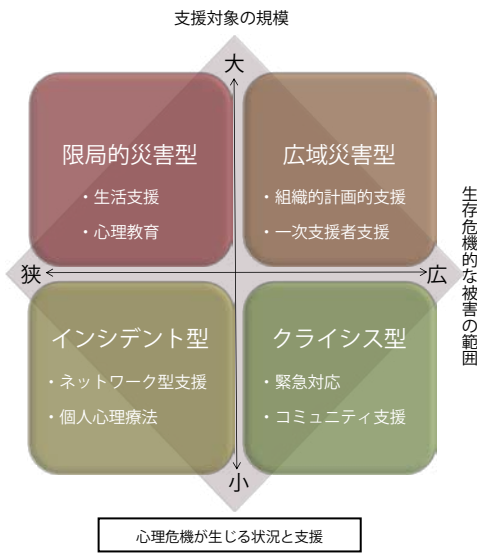 支援対象の規模
大
限局的災害型
・生活支援
・心理教育
広域災害型
・組織的計画的支援
・一次支援者支援
狭
広
生存危機的な被害の範囲
インシデント型
・ネットワーク型支援
・個人心理療法
クライシス型
・緊急対応
・コミュニティ支援
小
心理危機が生じる状況と支援